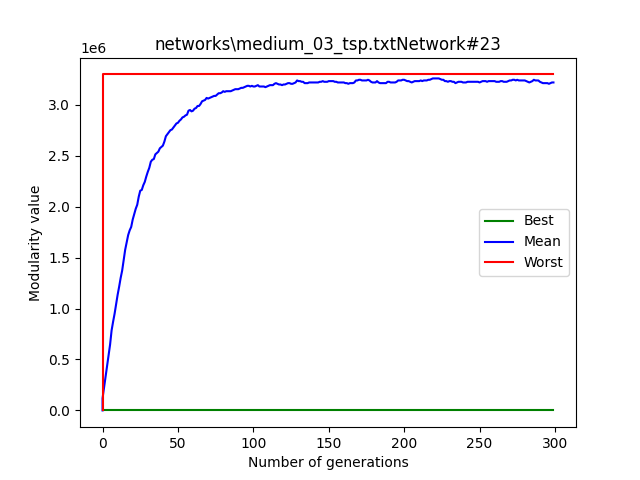 networks\medium_03_tsp.txtNetwork#23
1e6
3.0
2.5
2.0
1.5
1.0
0.5
0.0
Modularity value
Best
Mean
Worst
0 50 100 150 200 250 300
Number of generations